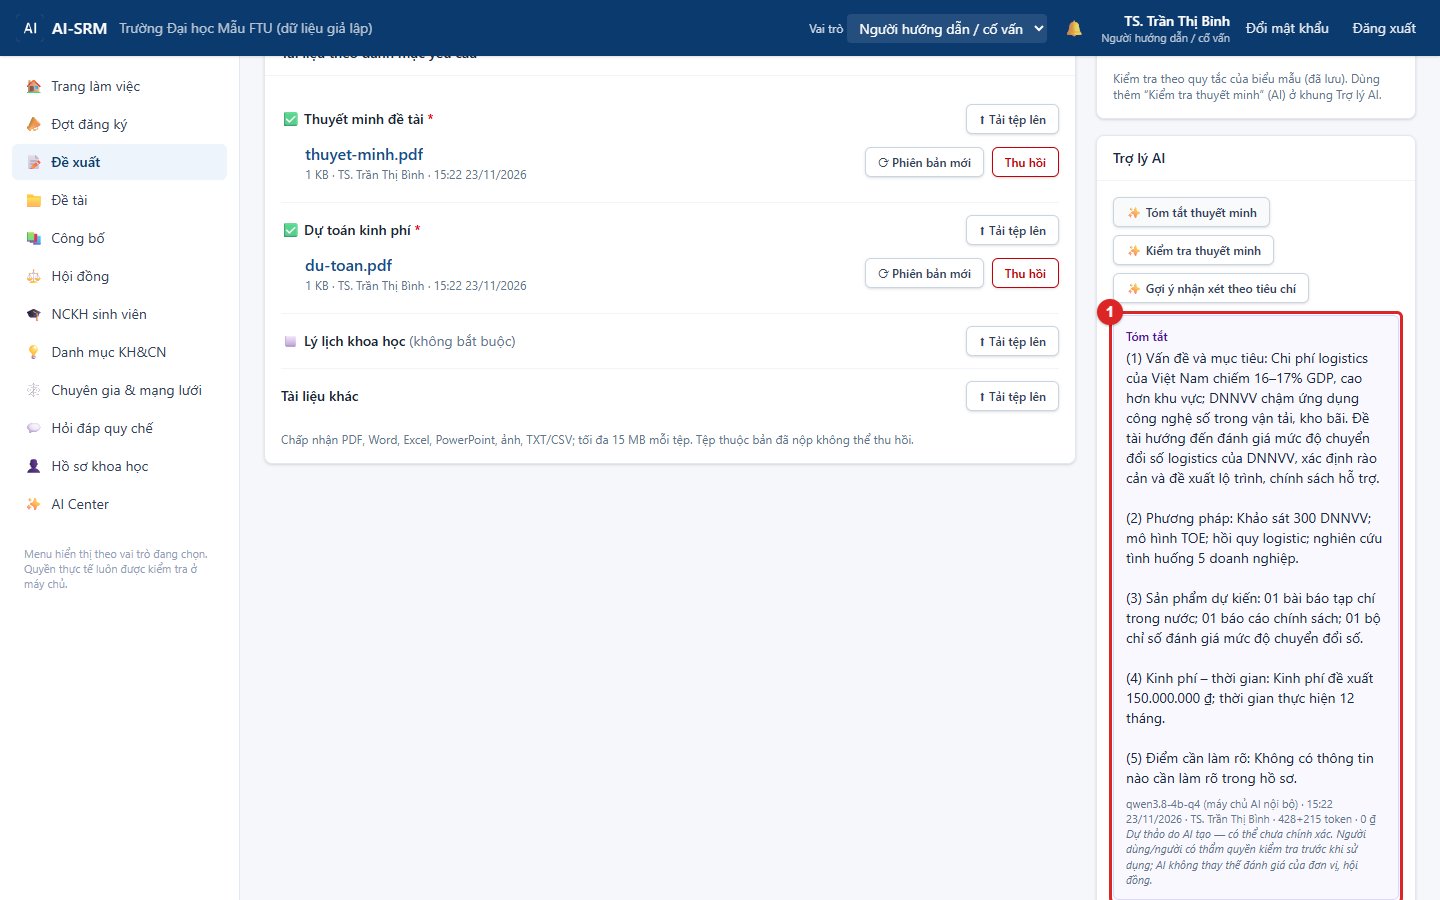 AI AI-SRM Trường Đại học Mẫu FTU (dữ liệu giả lập)
Vai trò Người hướng dẫn / cố vấn
TS. Trần Thị Bình
Người hướng dẫn / cố vấn
Đổi mật khẩu
Đăng xuất
Trang làm việc
Đợt đăng ký
Đề xuất
Đề tài
Công bố
Hội đồng
NCKH sinh viên
Danh mục KH&CN
Chuyên gia & mạng lưới
Hỏi đáp quy chế
Hồ sơ khoa học
AI Center
Menu hiển thị theo vai trò đang chọn.
Quyền thực tế luôn được kiểm tra ở
máy chủ.
Thuyết minh đề tài *
⭱ Tải tệp lên
thuyet-minh.pdf
1 KB · TS. Trần Thị Bình · 15:22 23/11/2026
⟳ Phiên bản mới
Thu hồi
Dự toán kinh phí *
⭱ Tải tệp lên
du-toan.pdf
1 KB · TS. Trần Thị Bình · 15:22 23/11/2026
⟳ Phiên bản mới
Thu hồi
Lý lịch khoa học (không bắt buộc)
⭱ Tải tệp lên
Tài liệu khác
⭱ Tải tệp lên
Chấp nhận PDF, Word, Excel, PowerPoint, ảnh, TXT/CSV; tối đa 15 MB mỗi tệp. Tệp thuộc bản đã nộp không thể thu hồi.
Kiểm tra theo quy tắc của biểu mẫu (đã lưu). Dùng
thêm “Kiểm tra thuyết minh” (AI) ở khung Trợ lý AI.
Trợ lý AI
Tóm tắt thuyết minh
Kiểm tra thuyết minh
Gợi ý nhận xét theo tiêu chí
1
Tóm tắt
(1) Vấn đề và mục tiêu: Chi phí logistics
của Việt Nam chiếm 16–17% GDP, cao
hơn khu vực; DNNVV chậm ứng dụng
công nghệ số trong vận tải, kho bãi. Đề
tài hướng đến đánh giá mức độ chuyển
đổi số logistics của DNNVV, xác định rào
cản và đề xuất lộ trình, chính sách hỗ trợ.
(2) Phương pháp: Khảo sát 300 DNNVV;
mô hình TOE; hồi quy logistic; nghiên cứu
tình huống 5 doanh nghiệp.
(3) Sản phẩm dự kiến: 01 bài báo tạp chí
trong nước; 01 báo cáo chính sách; 01 bộ
chỉ số đánh giá mức độ chuyển đổi số.
(4) Kinh phí – thời gian: Kinh phí đề xuất
150.000.000 ₫; thời gian thực hiện 12
tháng.
(5) Điểm cần làm rõ: Không có thông tin
nào cần làm rõ trong hồ sơ.
qwen3.8-4b-q4 (máy chủ AI nội bộ) · 15:22
23/11/2026 · TS. Trần Thị Bình · 428+215 token · 0 ₫
Dự thảo do AI tạo — có thể chưa chính xác. Người
dùng/người có thẩm quyền kiểm tra trước khi sử
dụng; AI không thay thế đánh giá của đơn vị, hội
đồng.